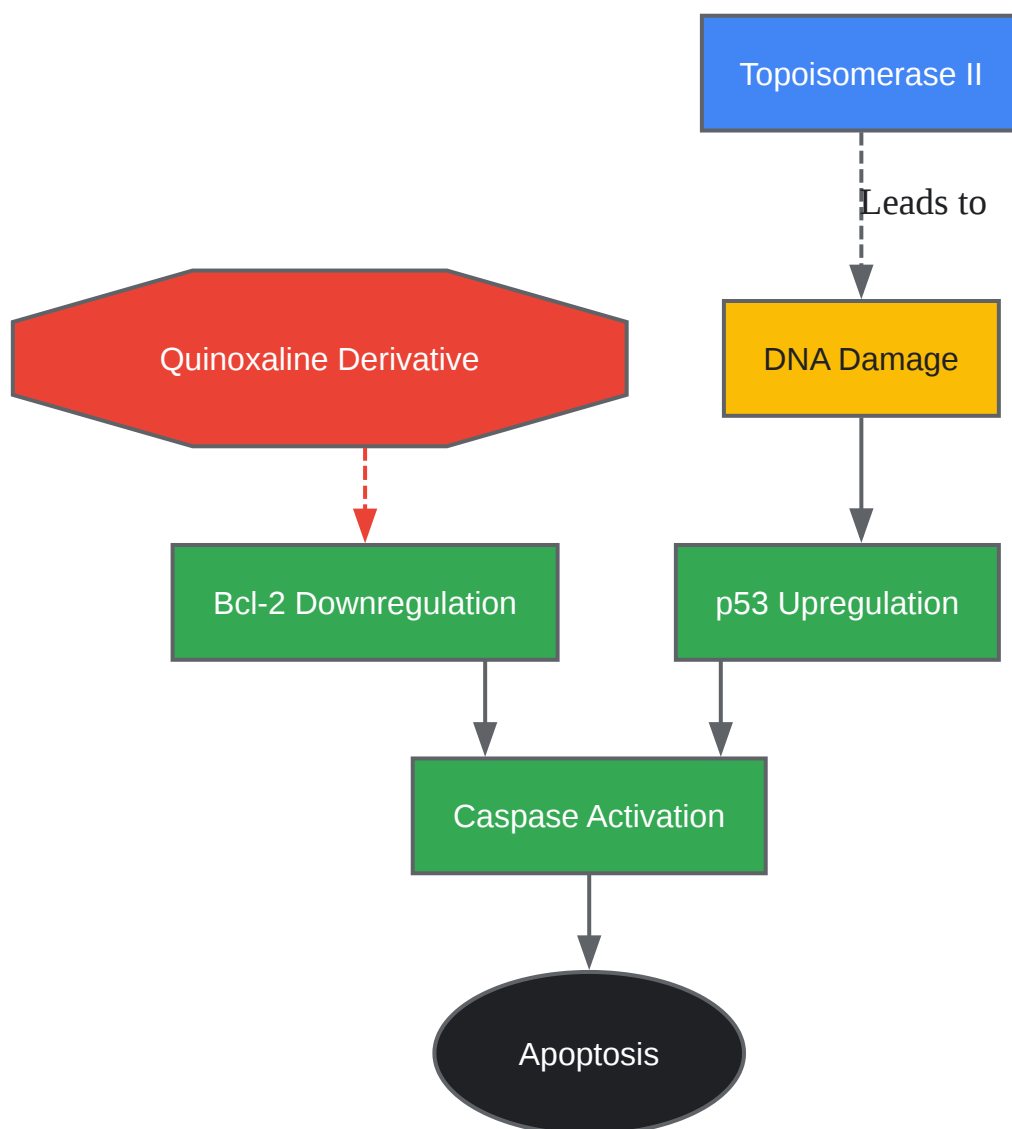 Topoisomerase II
Leads to
Quinoxaline Derivative
DNA Damage
Bcl-2 Downregulation
p53 Upregulation
Caspase Activation
Apoptosis